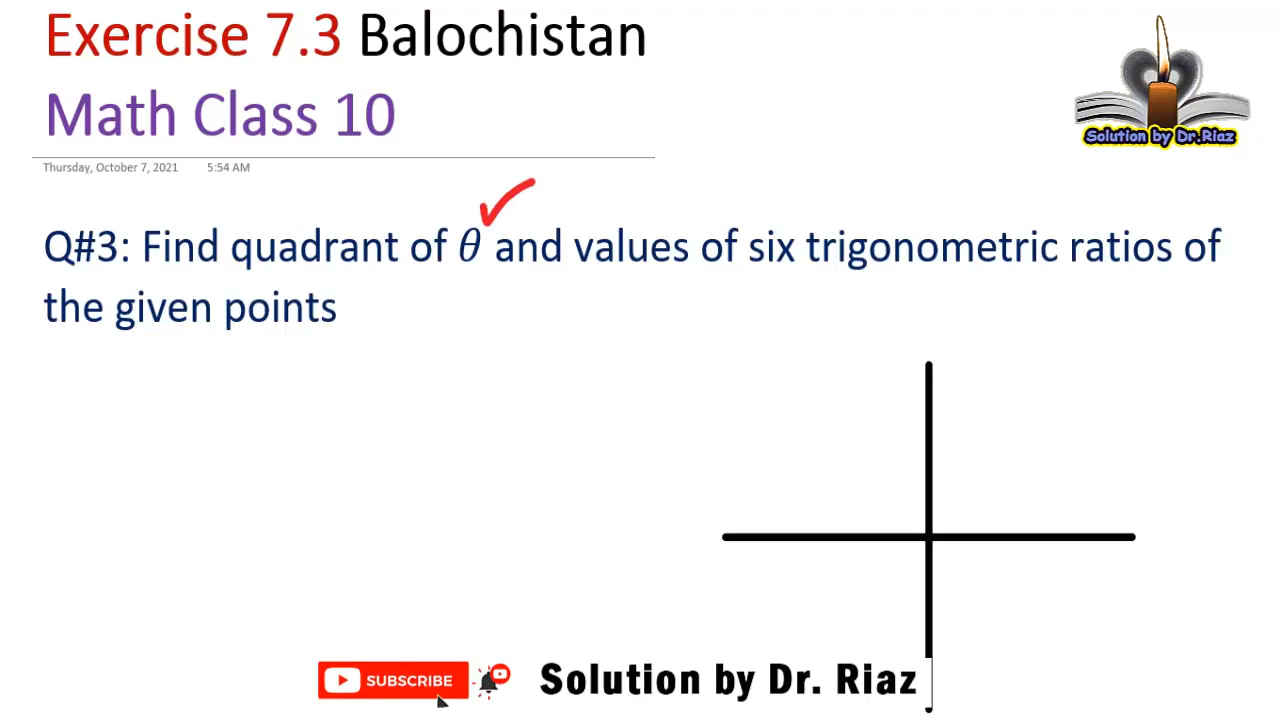 Exercise 7.3 Balochistan
Math Class 10
Solution by Dr.Riaz
Thursday, October 7, 2021 5:54 AM
Q#3: Find quadrant of θ and values of six trigonometric ratios of
the given points
SUBSCRIBE
Solution by Dr. Riaz